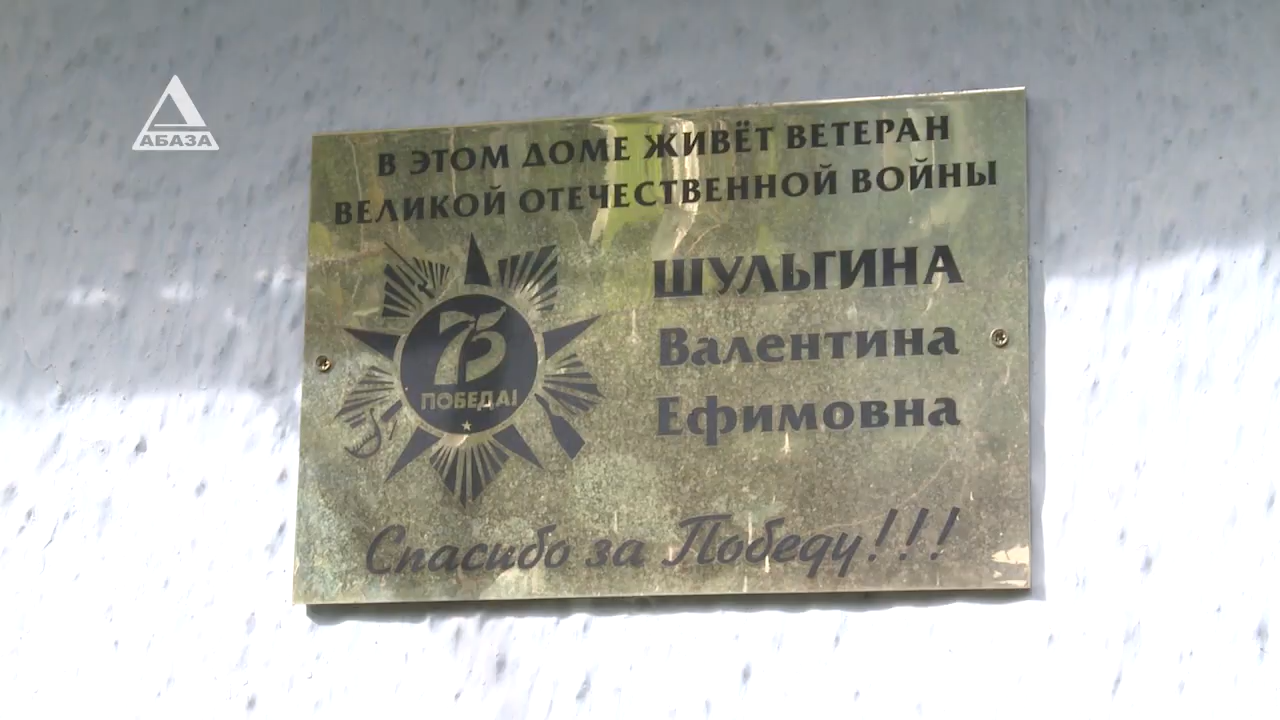 АБАЗА
В ЭТОМ ДОМЕ ЖИВЁТ ВЕТЕРАН
ВЕЛИКОЙ ОТЕЧЕСТВЕННОЙ ВОЙНЫ
ШУЛЬГИНА
Валентина
Ефимовна
75
ПОБЕДА!
Спасибо за Победу!!!